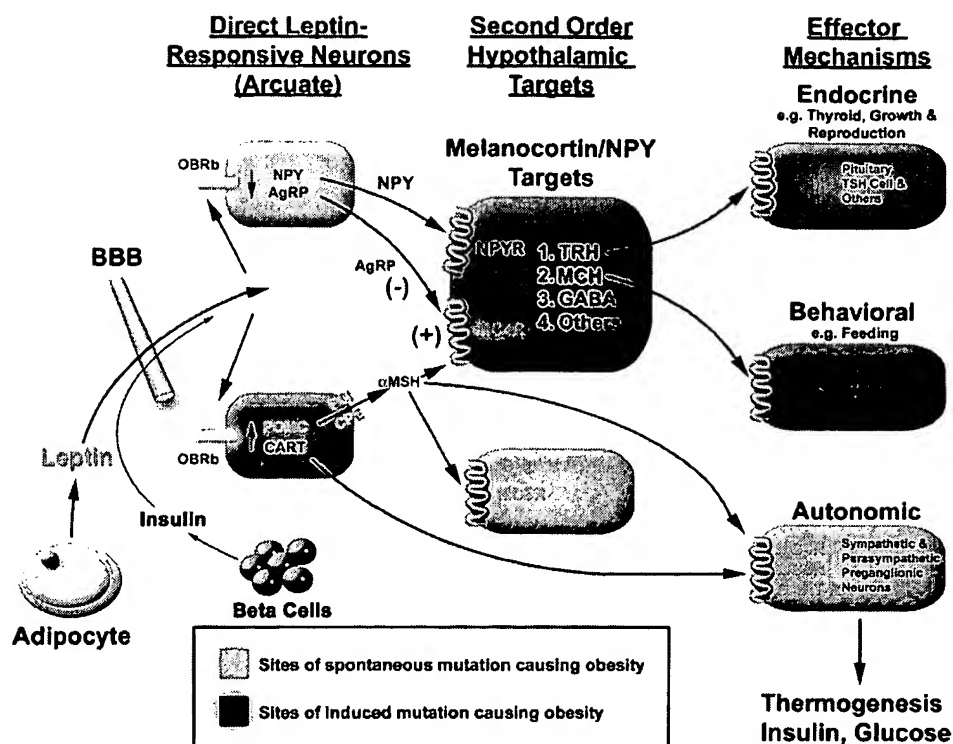 Direct Leptin-
Responsive Neurons
(Arcuate)
Second Order
Hypothalamic
Targets
Effector
Mechanisms
Endocrine
e.g. Thyroid, Growth &
Reproduction
Pituitary
TSH Cell &
Others
OBRb
NPY
AgRP
NPY
AgRP
(-)
(+)
Melanocortin/NPY
Targets
NPYR
1. TRH
2. MCH
3. GABA
4. Others
BBB
Behavioral
e.g. Feeding
αMSH
CPE
POMC
CART
OBRb
Leptin
Insulin
Adipocyte
Beta Cells
Autonomic
Sympathetic &
Parasympathetic
Preganglionic
Neurons
Thermogenesis
Insulin, Glucose
Sites of spontaneous mutation causing obesity
Sites of induced mutation causing obesity